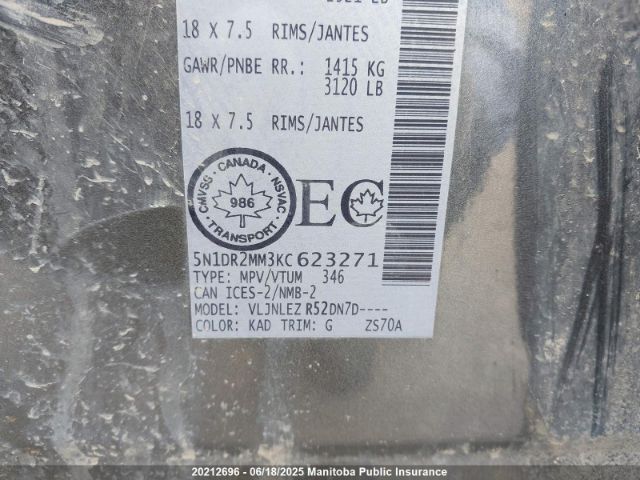 18 X 7.5 RIMS/JANTES
GAWR/PNBE RR.: 1415 KG
3120 LB
18 X 7.5 RIMS/JANTES
CMVSS · CANADA · NSVAC
986
TRANSPORT
EC
5N1DR2MM3KC623271
TYPE: MPV/VTUM 346
CAN ICES-2/NMB-2
MODEL: VLJNLEZ R52DN7D----
COLOR: KAD TRIM: G ZS70A
20212696 - 06/18/2025 Manitoba Public Insurance